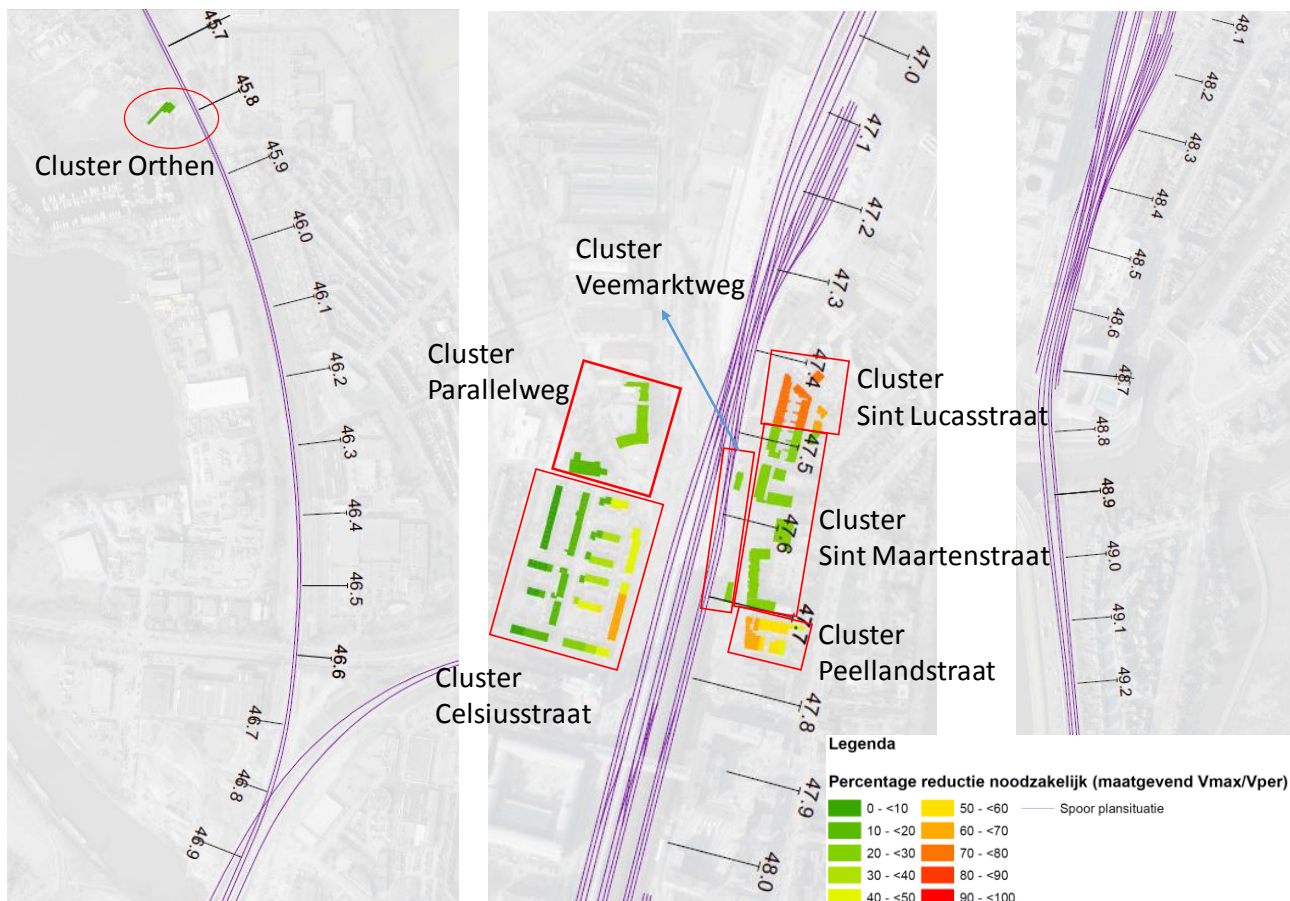 45.7
45.8
Cluster Orthen
45.9
46.0
46.1
46.2
46.3
46.4
46.5
46.6
46.7
46.8
46.9
47.0
47.1
47.2
Cluster
Veemarktweg
47.3
Cluster
Parallelweg
47.4
Cluster
Sint Lucasstraat
47.5
Cluster
Sint Maartenstraat
47.6
47.7
Cluster
Peellandstraat
Cluster
Celsiusstraat
47.8
47.9
48.0
48.1
48.2
48.3
48.4
48.5
48.6
48.7
48.8
48.9
49.0
49.1
49.2
Legenda
Percentage reductie noodzakelijk (maatgevend Vmax/Vper)
0 - <10 50 - <60 Spoor plansituatie
10 - <20 60 - <70
20 - <30 70 - <80
30 - <40 80 - <90
40 - <50 90 - <100